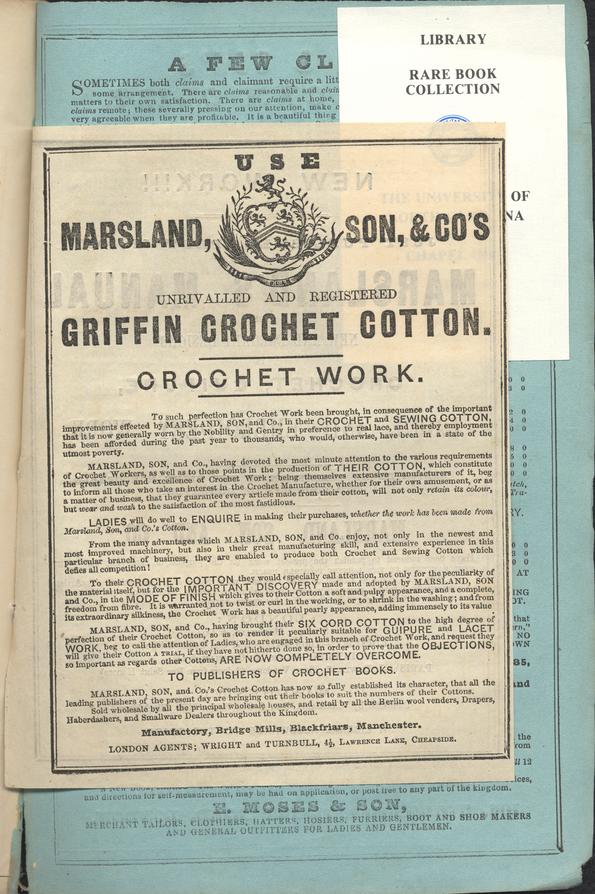 LIBRARY
RARE BOOK
COLLECTION
OF
NA
A FEW CL
SOMETIMES both claims and claimant require a litt
some arrangement. There are claims reasonable and clai
matters to their own satisfaction. There are claims at home,
claims remote; these severally pressing on our attention, make
very agreeable when they are profitable. It is a beautiful thing
USE
MARSLAND, SON, & CO'S
UNRIVALLED AND REGISTERED
GRIFFIN CROCHET COTTON.
CROCHET WORK.
To such perfection has Crochet Work been brought, in consequence of the important
improvements effected by MARSLAND, SON, and Co., in their CROCHET and SEWING COTTON,
that it is now generally worn by the Nobility and Gentry in preference to real lace, and thereby employment
has been afforded during the past year to thousands, who would, otherwise, have been in a state of the
utmost poverty.
MARSLAND, SON, and Co., having devoted the most minute attention to the various requirements
of Crochet Workers, as well as to those points in the production of THEIR COTTON, which constitute
the great beauty and excellence of Crochet Work; being themselves extensive manufacturers of it, beg
to inform all those who take an interest in the Crochet Manufacture, whether for their own amusement, or as
a matter of business, that they guarantee every article made from their cotton, will not only retain its colour,
but wear and wash to the satisfaction of the most fastidious.
LADIES will do well to ENQUIRE in making their purchases, whether the work has been made from
Marsland, Son, and Co.'s Cotton.
From the many advantages which MARSLAND, SON, and Co. enjoy, not only in the newest and
most improved machinery, but also in their great manufacturing skill, and extensive experience in this
particular branch of business, they are enabled to produce both Crochet and Sewing Cotton which
defies all competition!
To their CROCHET COTTON they would especially call attention, not only for the peculiarity of
the material itself, but for the IMPORTANT DISCOVERY made and adopted by MARSLAND, SON
and Co., in the MODE OF FINISH which gives to their Cotton a soft and pulpy appearance, and a complete,
freedom from fibre. It is warranted not to twist or curl in the working, or to shrink in the washing; and from
its extraordinary silkiness, the Crochet Work has a beautiful pearly appearance, adding immensely to its value
MARSLAND, SON, and Co., having brought their SIX CORD COTTON to the high degree of
perfection of their Crochet Cotton, so as to render it peculiarly suitable for GUIPURE and LACET
WORK, beg to call the attention of Ladies, who are engaged in this branch of Crochet Work, and request they
will give their Cotton A TRIAL, if they have not hitherto done so, in order to prove that the OBJECTIONS,
so important as regards other Cottons, ARE NOW COMPLETELY OVERCOME.
TO PUBLISHERS OF CROCHET BOOKS.
MARSLAND, SON, and Co.'s Crochet Cotton has now so fully established its character, that all the
leading publishers of the present day are bringing out their books to suit the numbers of their Cottons.
Sold wholesale by all the principal wholesale houses, and retail by all the Berlin wool venders, Drapers,
Haberdashers, and Smallware Dealers throughout the Kingdom.
Manufactory, Bridge Mills, Blackfriars, Manchester.
LONDON AGENTS; WRIGHT and TURNBULL, 4½, LAWRENCE LANE, CHEAPSIDE.
and directions for self-measurement, may be had on application, or post free to any part of the kingdom.
E. MOSES & SON,
MERCHANT TAILORS, CLOTHIERS, HATTERS, HOSIERS, FURRIERS, BOOT AND SHOE MAKERS
AND GENERAL OUTFITTERS FOR LADIES AND GENTLEMEN.